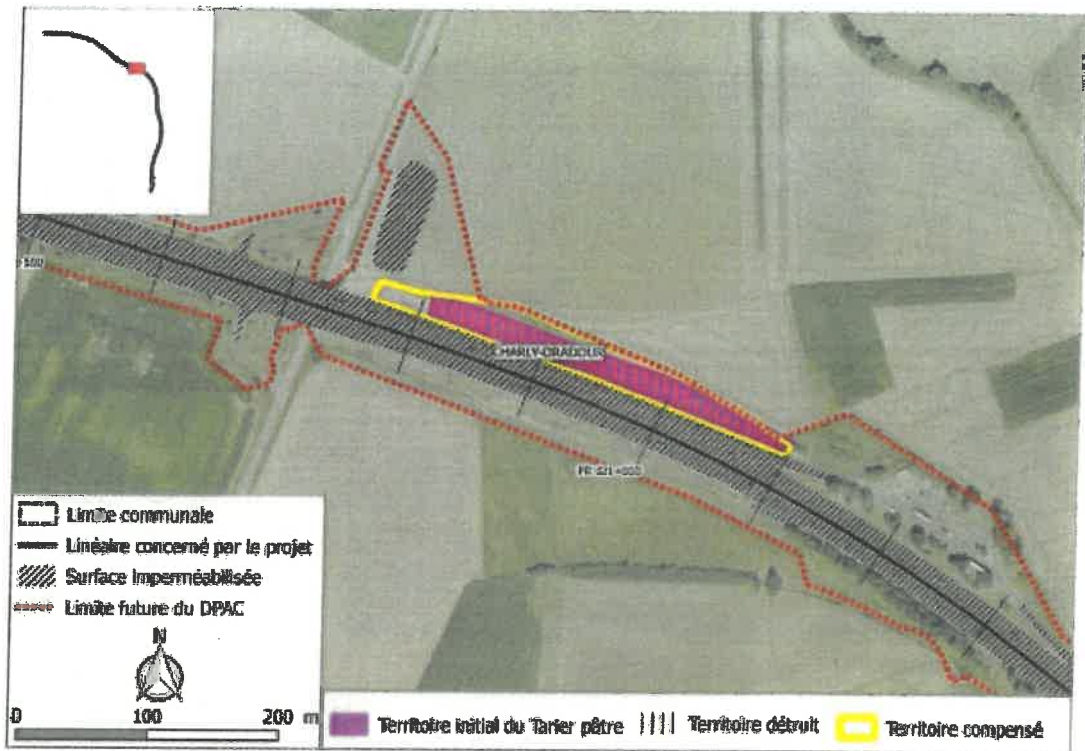 CHARLY-ORADOUR
Limite communale
Linéaire concerné par le projet
Surface imperméabilisée
Limite future du DPAC
N
0 100 200 m
Territoire initial du Tarier pâtre
Territoire détruit
Territoire compensé